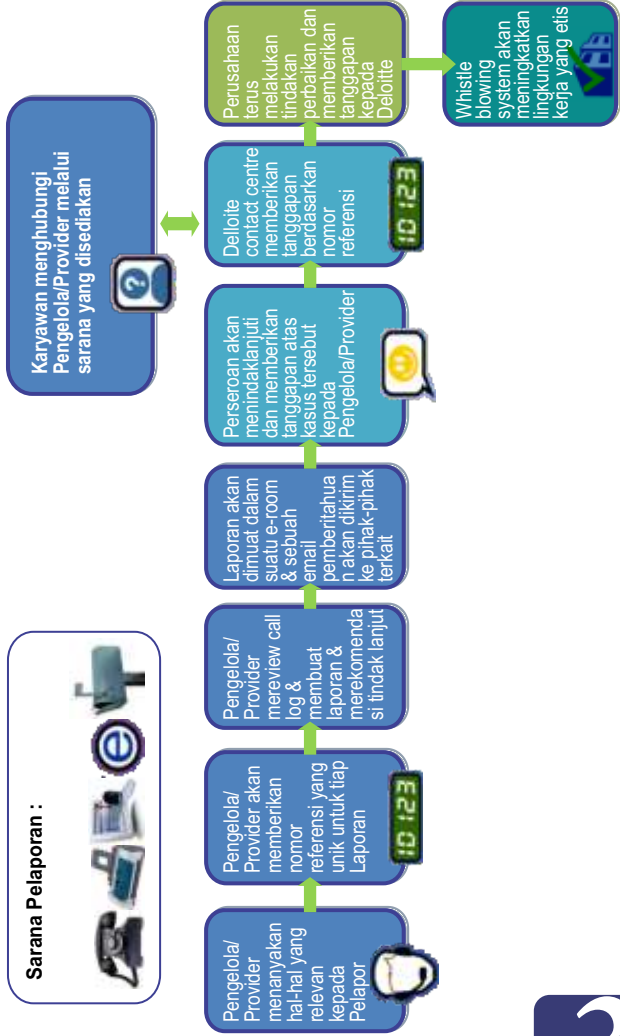 Sarana Pelaporan :
Karyawan menghubungi
Pengelola/Provider melalui
sarana yang disediakan
Pengelola/
Provider
menanyakan
hal-hal yang
relevan
kepada
Pelapor
Pengelola/
Provider akan
memberikan
nomor
referensi yang
unik untuk tiap
Laporan
10 123
Pengelola/
Provider
mereview call
log &
membuat
laporan &
merekomenda
si tindak lanjut
Laporan akan
dimuat dalam
suatu e-room
& sebuah
email
pemberitahua
n akan dikirim
ke pihak-pihak
terkait
Perseroan akan
menindaklanjuti
dan memberikan
tanggapan atas
kasus tersebut
kepada
Pengelola/Provider
Delloite
contact centre
memberikan
tanggapan
berdasarkan
nomor
referensi
10 123
Perusahaan
terus
melakukan
tindakan
perbaikan dan
memberikan
tanggapan
kepada
Deloitte
Whistle
blowing
system akan
meningkatkan
lingkungan
kerja yang etis